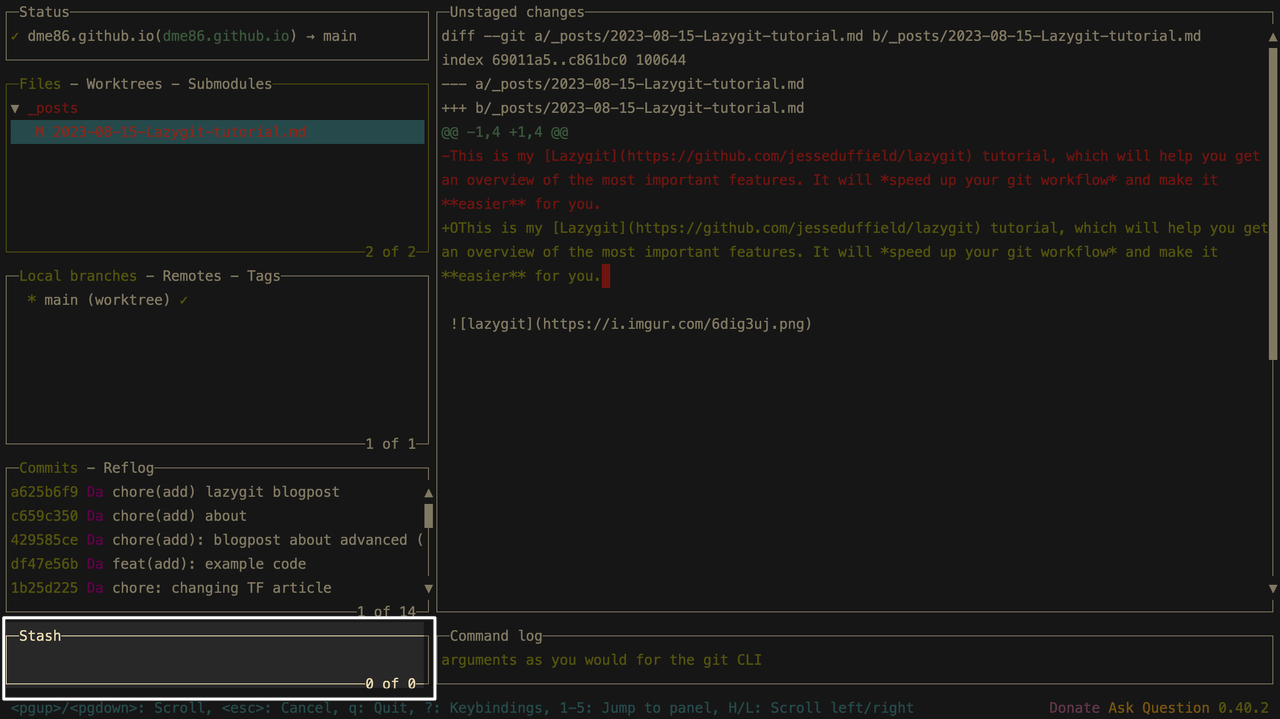 Status
✓ dme86.github.io(dme86.github.io) → main
Files - Worktrees - Submodules
▼ _posts
M 2023-08-15-Lazygit-tutorial.md
2 of 2
Local branches - Remotes - Tags
* main (worktree) ✓
1 of 1
Commits - Reflog
a625b6f9 Da chore(add) lazygit blogpost
c659c350 Da chore(add) about
429585ce Da chore(add): blogpost about advanced (
df47e56b Da feat(add): example code
1b25d225 Da chore: changing TF article
1 of 14
Stash
0 of 0
Unstaged changes
diff --git a/_posts/2023-08-15-Lazygit-tutorial.md b/_posts/2023-08-15-Lazygit-tutorial.md
index 69011a5..c861bc0 100644
--- a/_posts/2023-08-15-Lazygit-tutorial.md
+++ b/_posts/2023-08-15-Lazygit-tutorial.md
@@ -1,4 +1,4 @@
-This is my [Lazygit](https://github.com/jesseduffield/lazygit) tutorial, which will help you get
an overview of the most important features. It will *speed up your git workflow* and make it
**easier** for you.
+OThis is my [Lazygit](https://github.com/jesseduffield/lazygit) tutorial, which will help you get
an overview of the most important features. It will *speed up your git workflow* and make it
**easier** for you.
![lazygit](https://i.imgur.com/6dig3uj.png)
Command log
arguments as you would for the git CLI
<pgup>/<pgdown>: Scroll, <esc>: Cancel, q: Quit, ?: Keybindings, 1-5: Jump to panel, H/L: Scroll left/right
Donate Ask Question 0.40.2